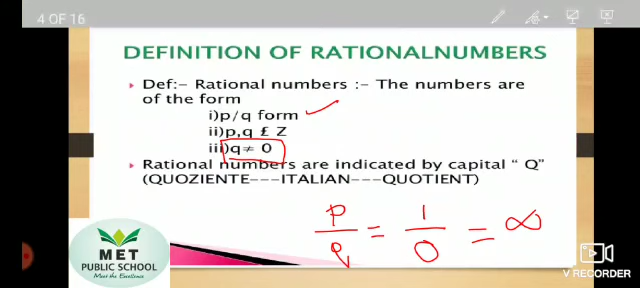 4 OF 16
DEFINITION OF RATIONALNUMBERS
Def:- Rational numbers :- The numbers are
of the form
i)p/q form
ii)p,q £ Z
iii)q≠ 0
Rational numbers are indicated by capital “ Q”
(QUOZIENTE---ITALIAN---QUOTIENT)
p/q = 1/0 = ∞
MET
PUBLIC SCHOOL
Meet the Excellence
V RECORDER